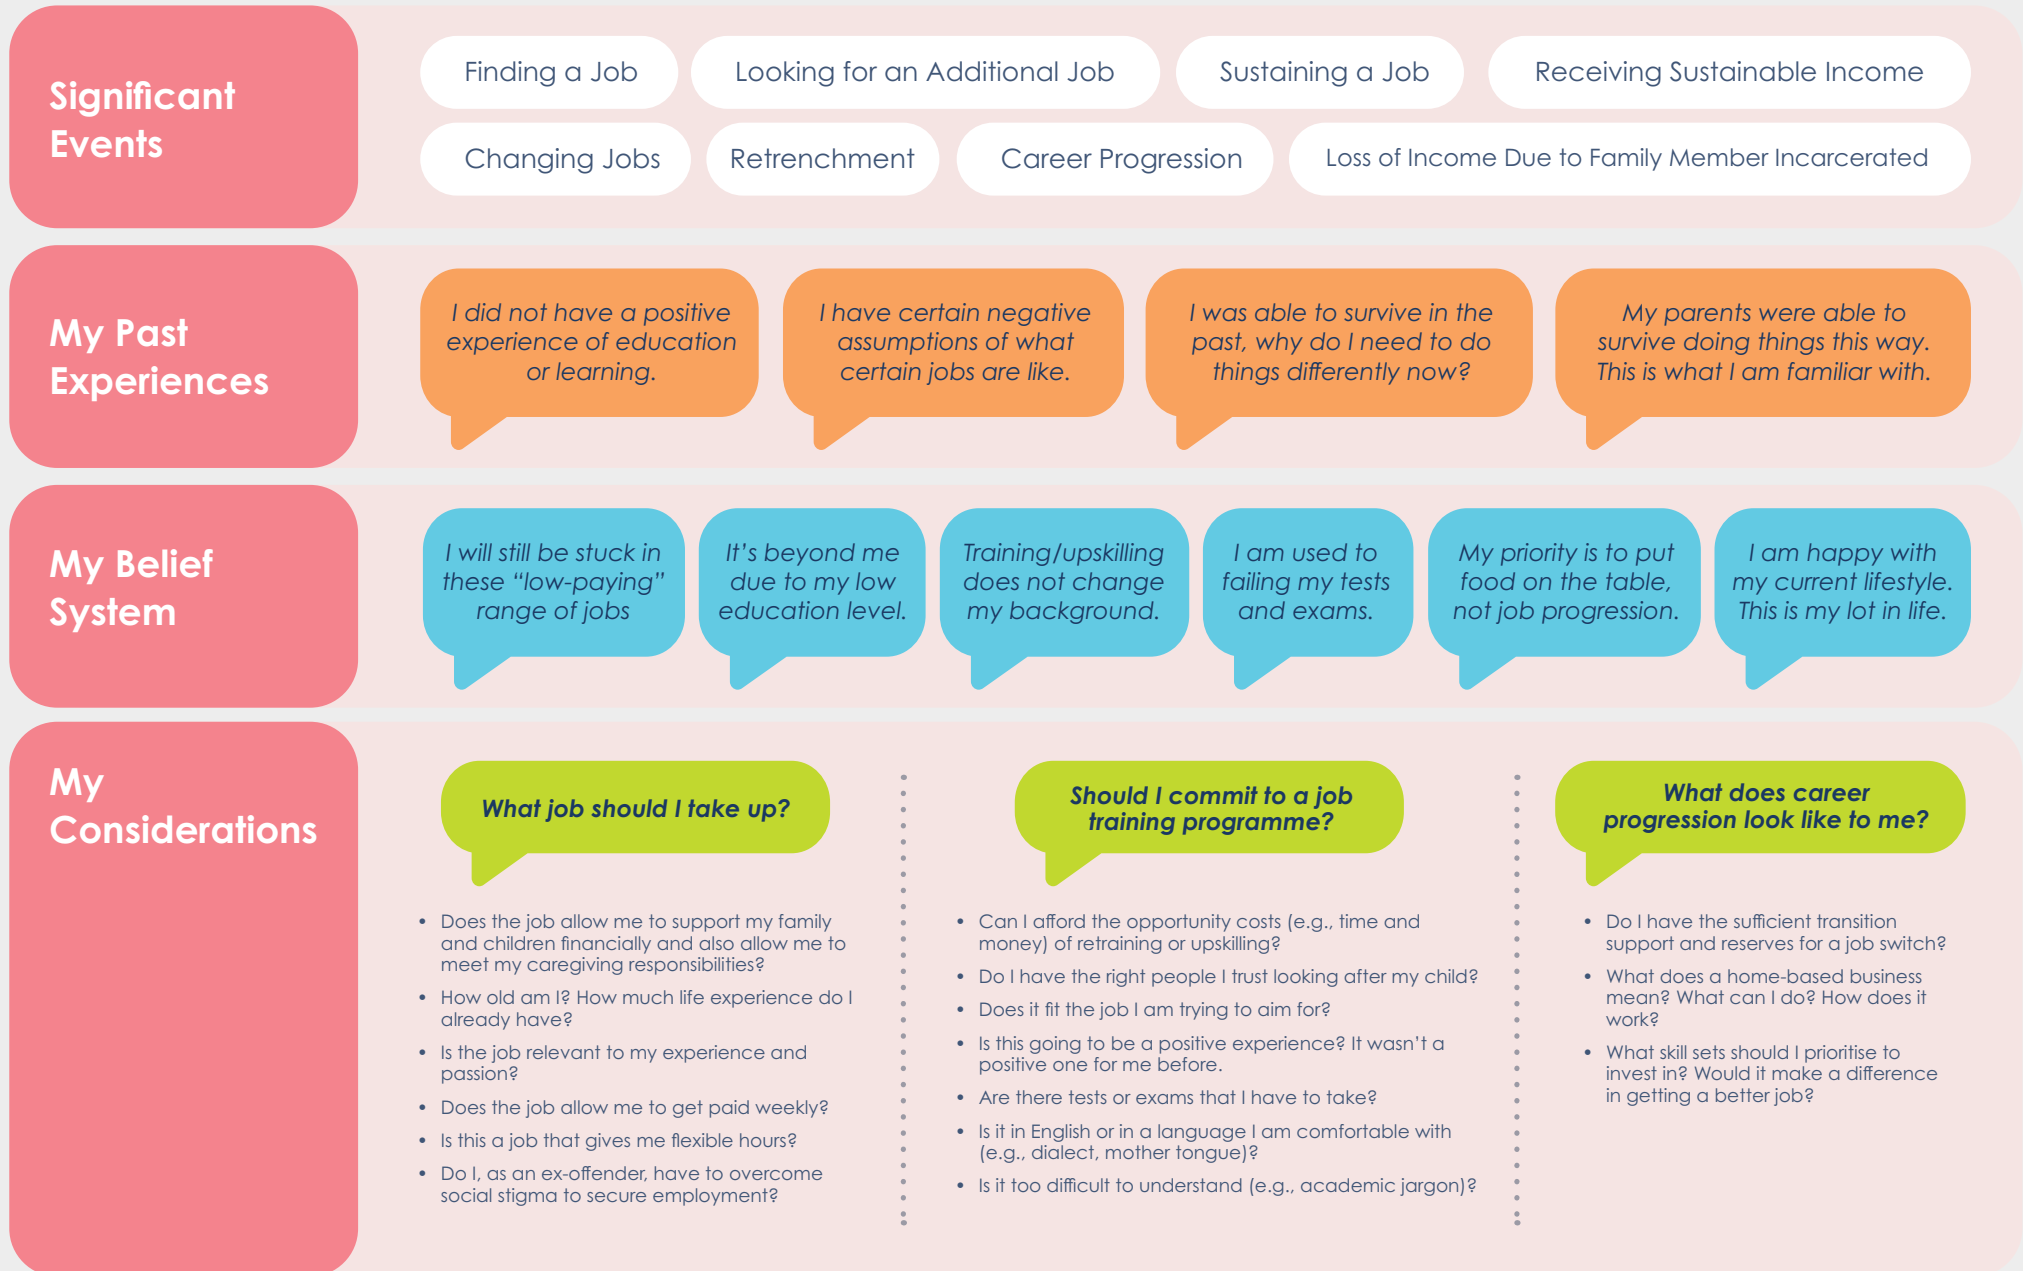 Significant
Events
Finding a Job
Looking for an Additional Job
Sustaining a Job
Receiving Sustainable Income
Changing Jobs
Retrenchment
Career Progression
Loss of Income Due to Family Member Incarcerated
My Past
Experiences
I did not have a positive
experience of education
or learning.
I have certain negative
assumptions of what
certain jobs are like.
I was able to survive in the
past, why do I need to do
things differently now?
My parents were able to
survive doing things this way.
This is what I am familiar with.
My Belief
System
I will still be stuck in
these “low-paying”
range of jobs
It’s beyond me
due to my low
education level.
Training/upskilling
does not change
my background.
I am used to
failing my tests
and exams.
My priority is to put
food on the table,
not job progression.
I am happy with
my current lifestyle.
This is my lot in life.
My
Considerations
What job should I take up?
• Does the job allow me to support my family
and children financially and also allow me to
meet my caregiving responsibilities?
• How old am I? How much life experience do I
already have?
• Is the job relevant to my experience and
passion?
• Does the job allow me to get paid weekly?
• Is this a job that gives me flexible hours?
• Do I, as an ex-offender, have to overcome
social stigma to secure employment?
Should I commit to a job
training programme?
• Can I afford the opportunity costs (e.g., time and
money) of retraining or upskilling?
• Do I have the right people I trust looking after my child?
• Does it fit the job I am trying to aim for?
• Is this going to be a positive experience? It wasn’t a
positive one for me before.
• Are there tests or exams that I have to take?
• Is it in English or in a language I am comfortable with
(e.g., dialect, mother tongue)?
• Is it too difficult to understand (e.g., academic jargon)?
What does career
progression look like to me?
• Do I have the sufficient transition
support and reserves for a job switch?
• What does a home-based business
mean? What can I do? How does it
work?
• What skill sets should I prioritise to
invest in? Would it make a difference
in getting a better job?